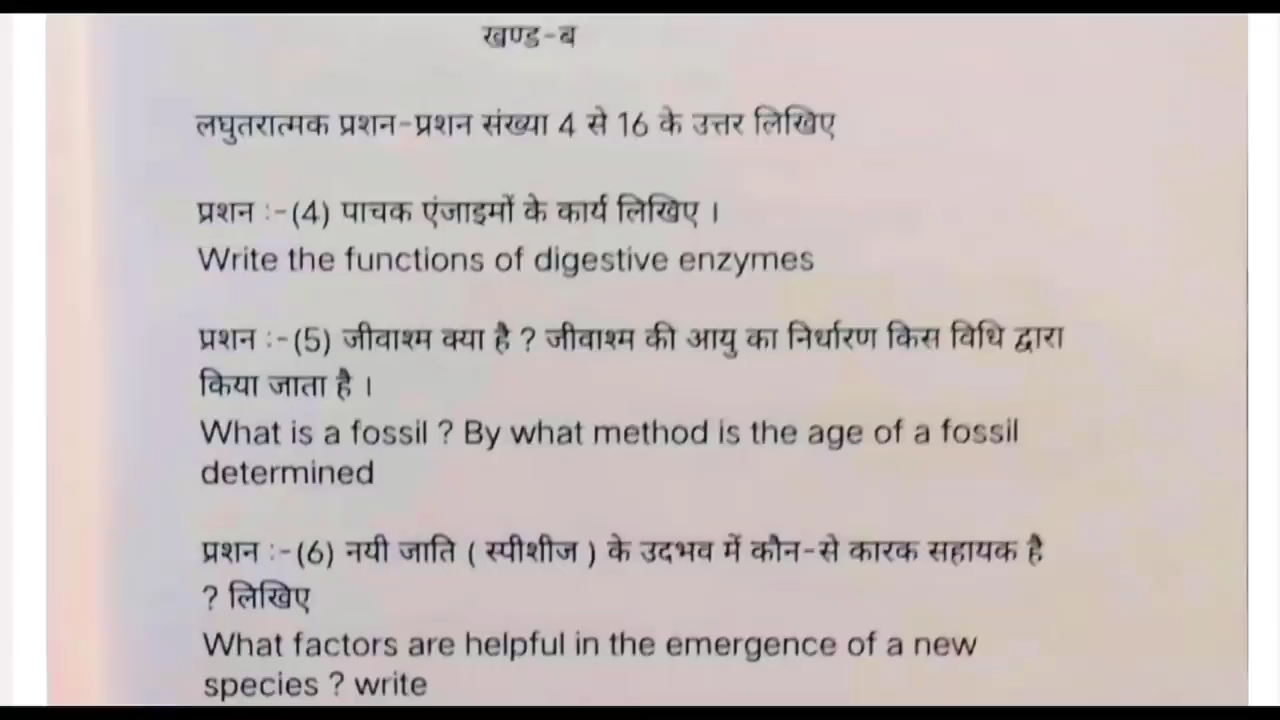 खण्ड-ब
लघुतरात्मक प्रशन-प्रशन संख्या 4 से 16 के उत्तर लिखिए
प्रशन :-(4) पाचक एंजाइमों के कार्य लिखिए ।
Write the functions of digestive enzymes
प्रशन :-(5) जीवाश्म क्या है ? जीवाश्म की आयु का निर्धारण किस विधि द्वारा
किया जाता है ।
What is a fossil ? By what method is the age of a fossil
determined
प्रशन :-(6) नयी जाति ( स्पीशीज ) के उदभव में कौन-से कारक सहायक है
? लिखिए
What factors are helpful in the emergence of a new
species ? write